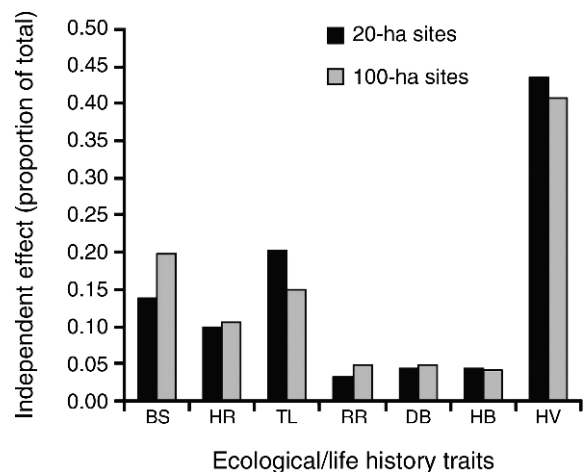 Independent effect (proportion of total)
0.50
0.45
0.40
0.35
0.30
0.25
0.20
0.15
0.10
0.05
0.00
20-ha sites
100-ha sites
BS HR TL RR DB HB HV
Ecological/life history traits